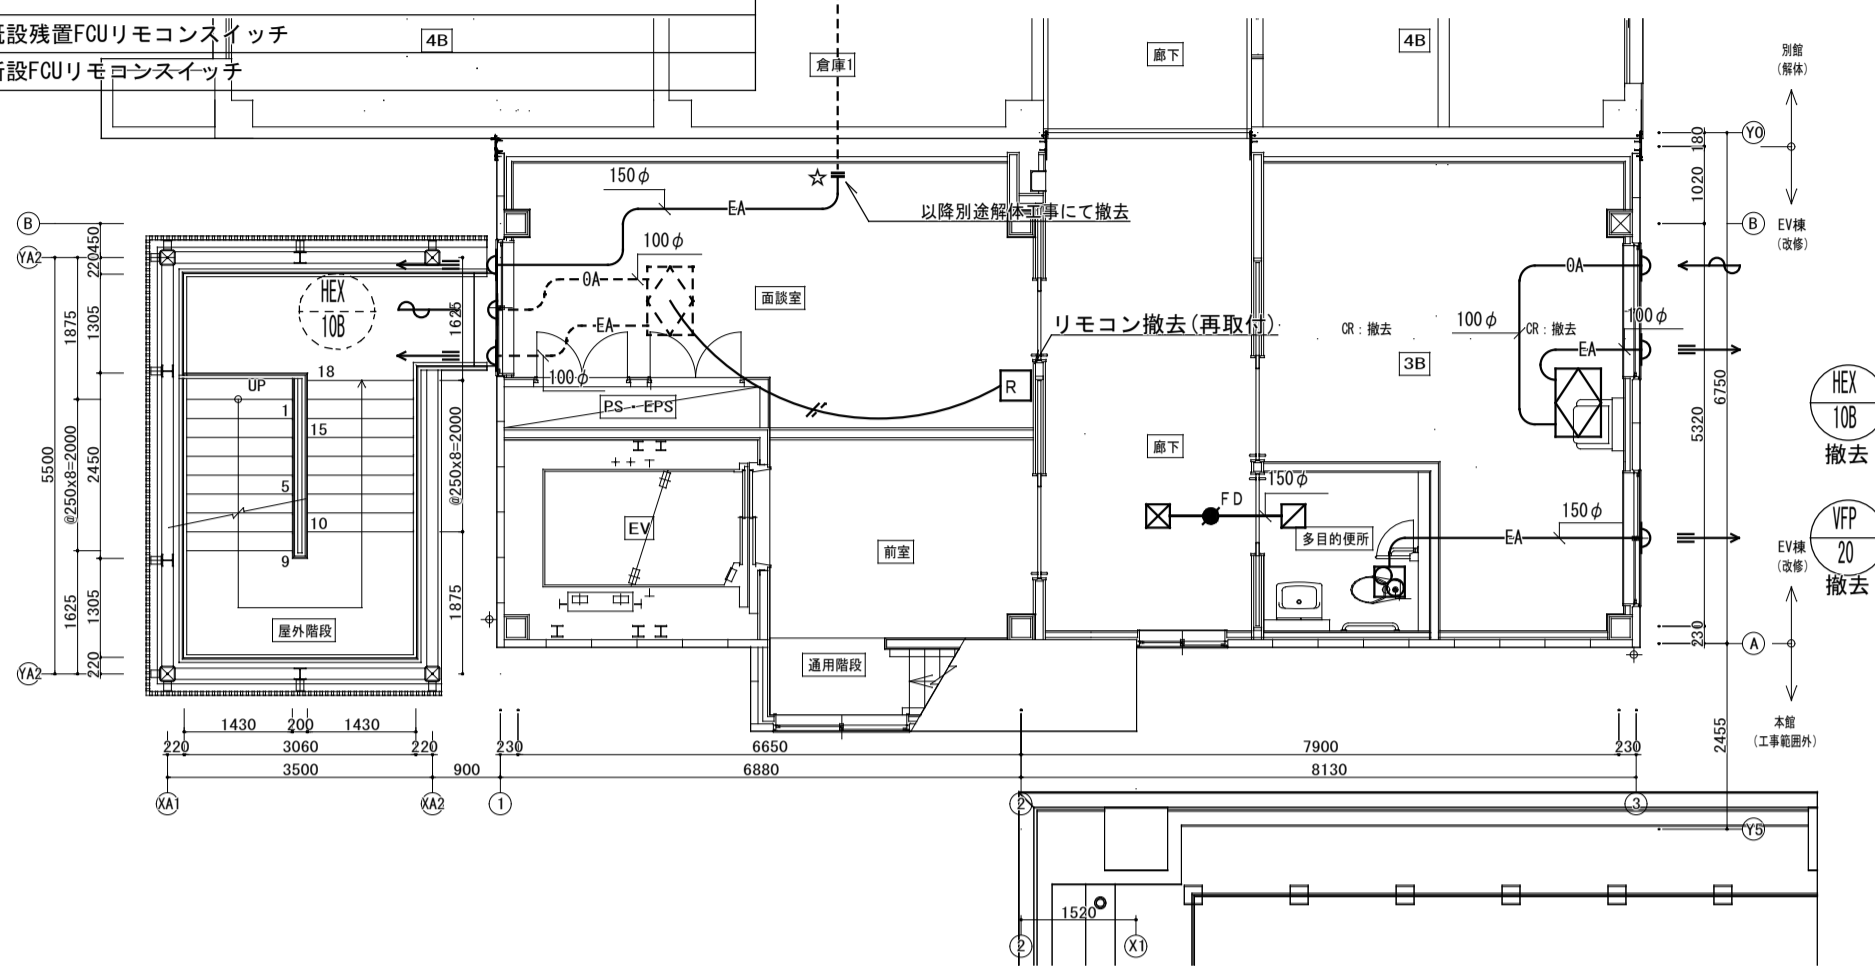 設残置FCUリモコンスイッチ
設FCUリモコンスイッチ
4B
倉庫1
廊下
4B
別館
(解体)
Y0
180
1020
150φ
☆
EA
以降別途解体工事にて撤去
B
B
EV棟
(改修)
YA2
450
220
100φ
OA
OA
HEX
10B
面談室
1875
1305
1625
EA
リモコン撤去(再取付)
CR:撤去
100φ
CR:撤去
100φ
EA
3B
6750
HEX
10B
撤去
18
UP
100φ
R
PS・EPS
1
15
5500
@250x8=2000
2450
@250x8=2000
5320
廊下
5
10
150φ
FD
EV
前室
多目的便所
EA
150φ
VFP
20
撤去
9
EV棟
(改修)
1625
1305
1875
屋外階段
230
A
通用階段
YA2
220
本館
(工事範囲外)
1430
200
1430
220
3060
220
230
6650
7900
230
2455
3500
900
6880
8130
XA1
XA2
1
2
3
Y5
1520
2
X1